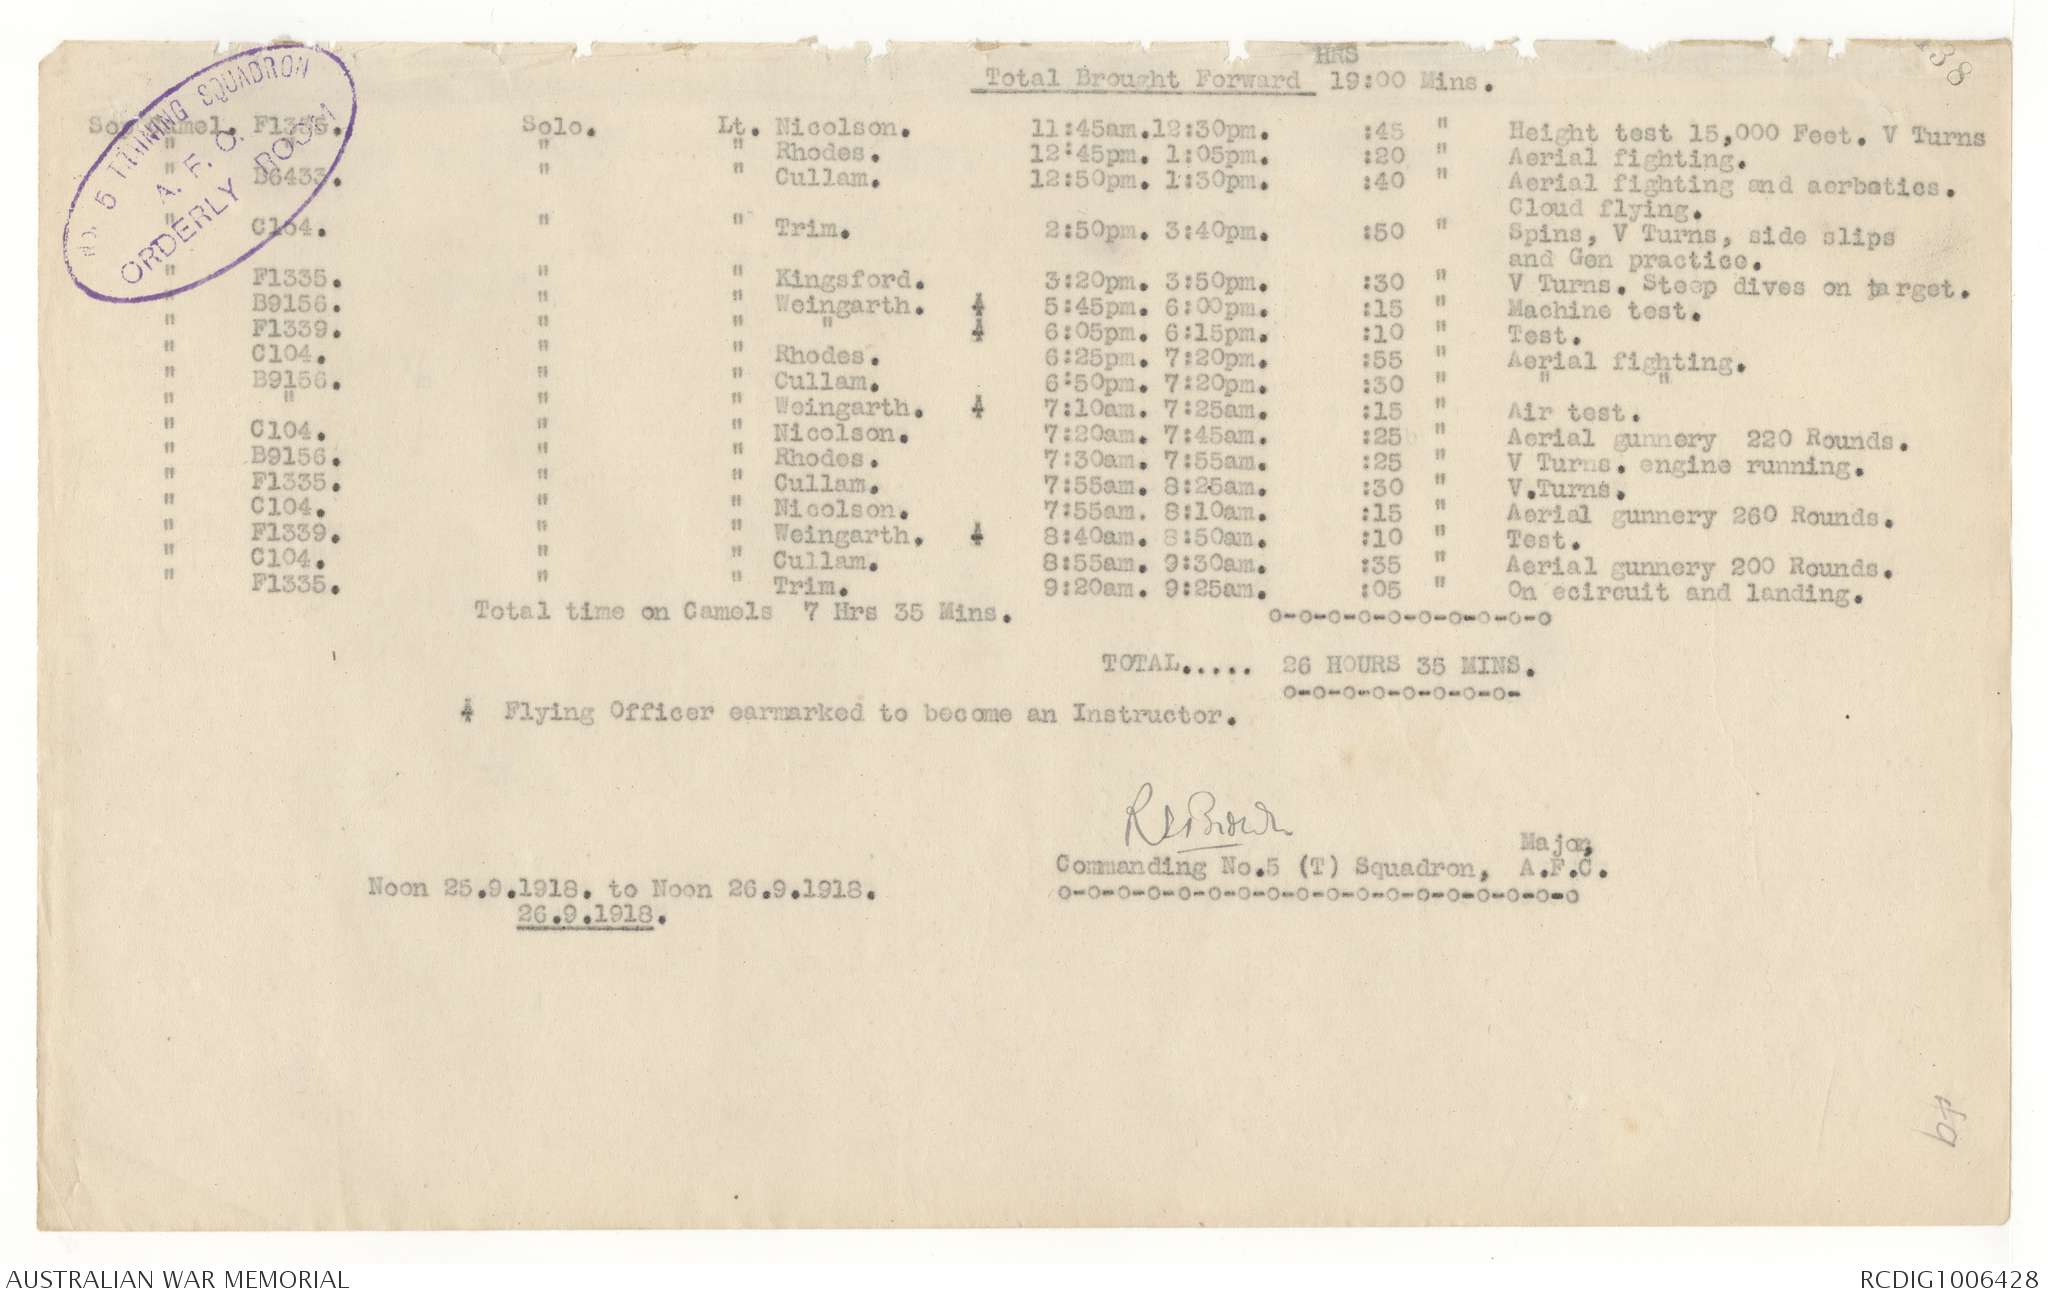 438
HRS
Total Brought Forward 19:00 Mins.
No. 5 TRAINING SQUADRON
A. F. C.
ORDERLY ROOM
Sop Camel. F1335. Solo. Lt. Nicolson. 11:45am.12:30pm. :45 " Height test 15,000 Feet. V Turns
" " " Rhodes. 12:45pm. 1:05pm. :20 " Aerial fighting.
" D6433. " " Cullam. 12:50pm. 1:30pm. :40 " Aerial fighting and aerbatics.
Cloud flying.
" C104. " " Trim. 2:50pm. 3:40pm. :50 " Spins, V Turns, side slips
and Gen practice.
" F1335. " " Kingsford. 3:20pm. 3:50pm. :30 " V Turns. Steep dives on target.
" B9156. " " Weingarth. ‡ 5:45pm. 6:00pm. :15 " Machine test.
" F1339. " " " ‡ 6:05pm. 6:15pm. :10 " Test.
" C104. " " Rhodes. 6:25pm. 7:20pm. :55 " Aerial fighting.
" B9156. " " Cullam. 6:50pm. 7:20pm. :30 " " "
" " " " Weingarth. ‡ 7:10am. 7:25am. :15 " Air test.
" C104. " " Nicolson. 7:20am. 7:45am. :25 " Aerial gunnery 220 Rounds.
" B9156. " " Rhodes. 7:30am. 7:55am. :25 " V Turns. engine running.
" F1335. " " Cullam. 7:55am. 8:25am. :30 " V.Turns.
" C104. " " Nicolson. 7:55am. 8:10am. :15 " Aerial gunnery 260 Rounds.
" F1339. " " Weingarth. ‡ 8:40am. 8:50am. :10 " Test.
" C104. " " Cullam. 8:55am. 9:30am. :35 " Aerial gunnery 200 Rounds.
" F1335. " " Trim. 9:20am. 9:25am. :05 " On ecircuit and landing.
Total time on Camels 7 Hrs 35 Mins. o-o-o-o-o-o-o-o-o-o
TOTAL..... 26 HOURS 35 MINS.
o-o-o-o-o-o-o-o-
‡ Flying Officer earmarked to become an Instructor.
Major,
Commanding No.5 (T) Squadron, A.F.C.
o-o-o-o-o-o-o-o-o-o-o-o-o-o-o-o-o-o
Noon 25.9.1918. to Noon 26.9.1918.
26.9.1918.
AUSTRALIAN WAR MEMORIAL
RCDIG1006428